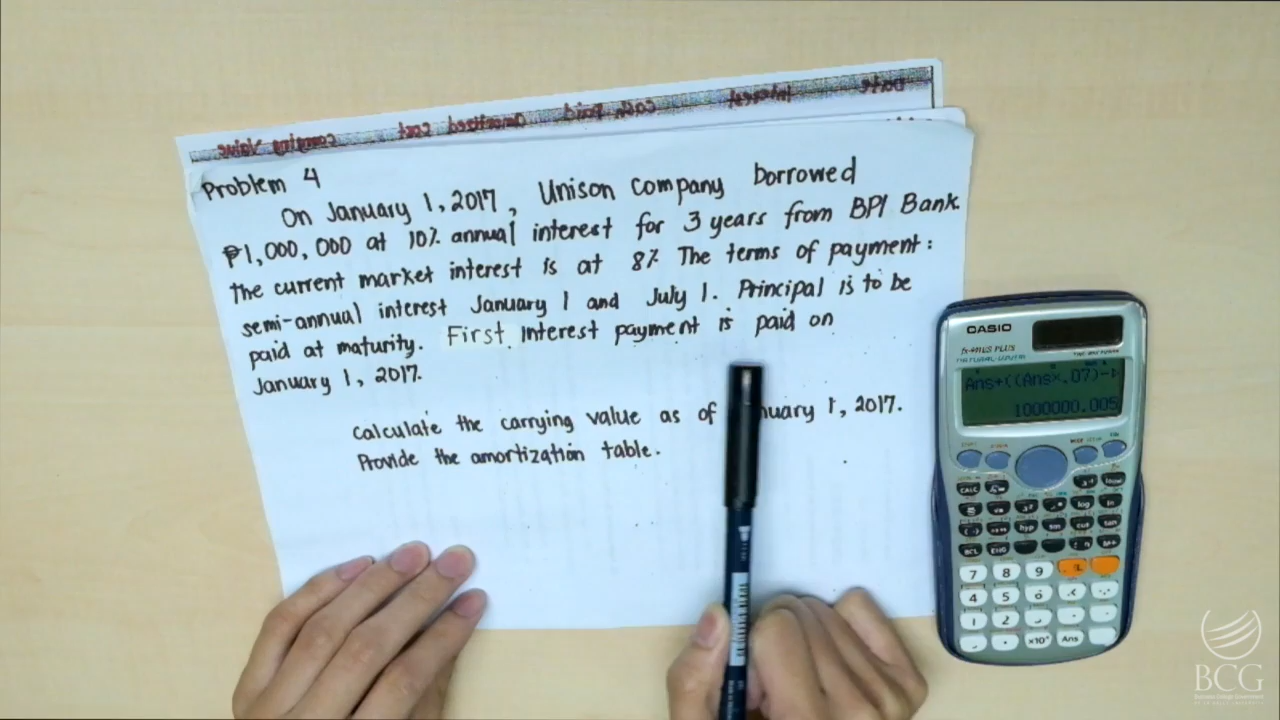 Date Interest Cash Paid Amortized Cost Carrying Value
Problem 4
On January 1, 2017, Unison Company borrowed
₱1,000,000 at 10% annual interest for 3 years from BPI Bank
the current market interest is at 8% The terms of payment:
semi-annual interest January 1 and July 1. Principal is to be
paid at maturity. First Interest payment is paid on
January 1, 2017.
Calculate the carrying value as of nuary 1, 2017.
Provide the amortization table.
CASIO
Ans+((Ans×.07)-
1000000.005
BCG